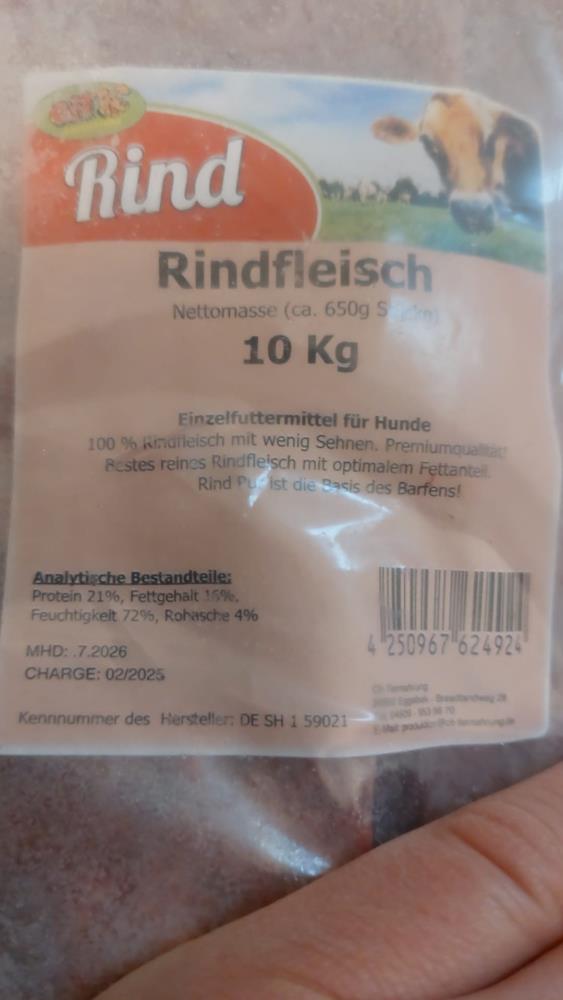 Rind
Rindfleisch
Nettomasse (ca. 650g
10 Kg
Einzelfuttermittel für Hunde
100 % Rindfleisch mit wenig Sehnen. Premiumqualität!
Bestes reines Rindfleisch mit optimalem Fettanteil.
Rind Pur ist die Basis des Barfens!
Analytische Bestandteile:
Protein 21%, Fettgehalt
Feuchtigkeit 72%, Rohasche 4%
MHD: .7.2026
CHARGE: 02/2025
Kennnummer des Hersteller: DE SH 1 59021
4 250967 624924